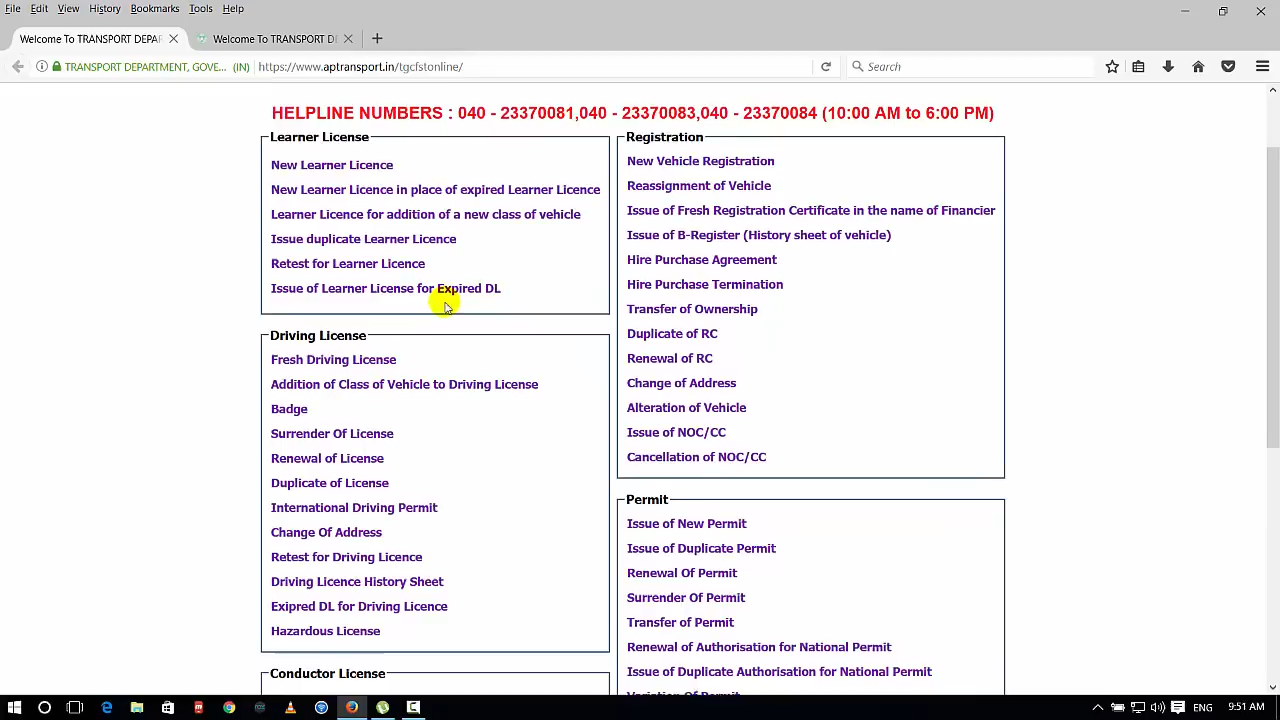 File Edit View History Bookmarks Tools Help
Welcome To TRANSPORT DEPAR
Welcome To TRANSPORT D
TRANSPORT DEPARTMENT, GOVE... (IN) https://www.aptransport.in/tgcfstonline/
Search
HELPLINE NUMBERS : 040 - 23370081,040 - 23370083,040 - 23370084 (10:00 AM to 6:00 PM)
Learner License
New Learner Licence
New Learner Licence in place of expired Learner Licence
Learner Licence for addition of a new class of vehicle
Issue duplicate Learner Licence
Retest for Learner Licence
Issue of Learner License for Expired DL
Driving License
Fresh Driving License
Addition of Class of Vehicle to Driving License
Badge
Surrender Of License
Renewal of License
Duplicate of License
International Driving Permit
Change Of Address
Retest for Driving Licence
Driving Licence History Sheet
Exipred DL for Driving Licence
Hazardous License
Conductor License
Registration
New Vehicle Registration
Reassignment of Vehicle
Issue of Fresh Registration Certificate in the name of Financier
Issue of B-Register (History sheet of vehicle)
Hire Purchase Agreement
Hire Purchase Termination
Transfer of Ownership
Duplicate of RC
Renewal of RC
Change of Address
Alteration of Vehicle
Issue of NOC/CC
Cancellation of NOC/CC
Permit
Issue of New Permit
Issue of Duplicate Permit
Renewal Of Permit
Surrender Of Permit
Transfer of Permit
Renewal of Authorisation for National Permit
Issue of Duplicate Authorisation for National Permit
Variation Of Permit
ENG 9:51 AM